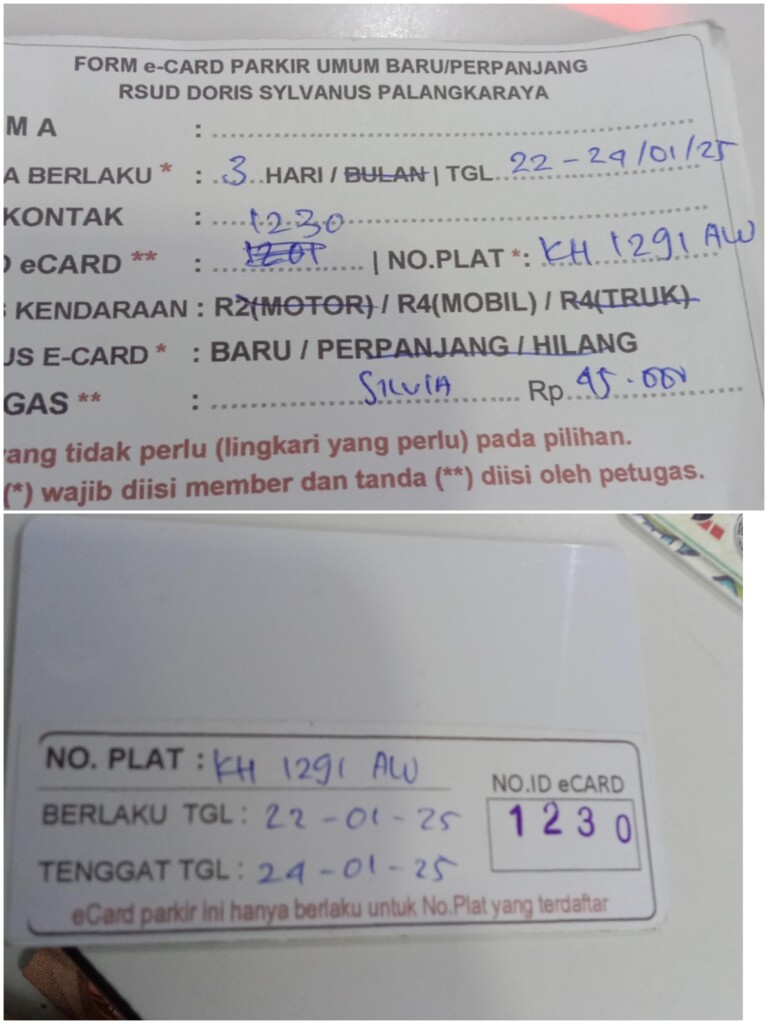 FORM e-CARD PARKIR UMUM BARU/PERPANJANG
RSUD DORIS SYLVANUS PALANGKARAYA
M A : 
A BERLAKU * : 3 HARI / BULAN | TGL 22 - 24/01/25
KONTAK : 
1230
eCARD ** : 1201 | NO.PLAT *: KH 1291 AW
KENDARAAN : R2(MOTOR) / R4(MOBIL) / R4(TRUK)
US E-CARD * : BARU / PERPANJANG / HILANG
GAS ** : SILVIA Rp 45.000
ang tidak perlu (lingkari yang perlu) pada pilihan.
(*) wajib diisi member dan tanda (**) diisi oleh petugas.
NO. PLAT : KH 1291 AW
NO.ID eCARD
BERLAKU TGL : 22 - 01 - 25
1230
TENGGAT TGL : 24 - 01 - 25
eCard parkir ini hanya berlaku untuk No.Plat yang terdaftar